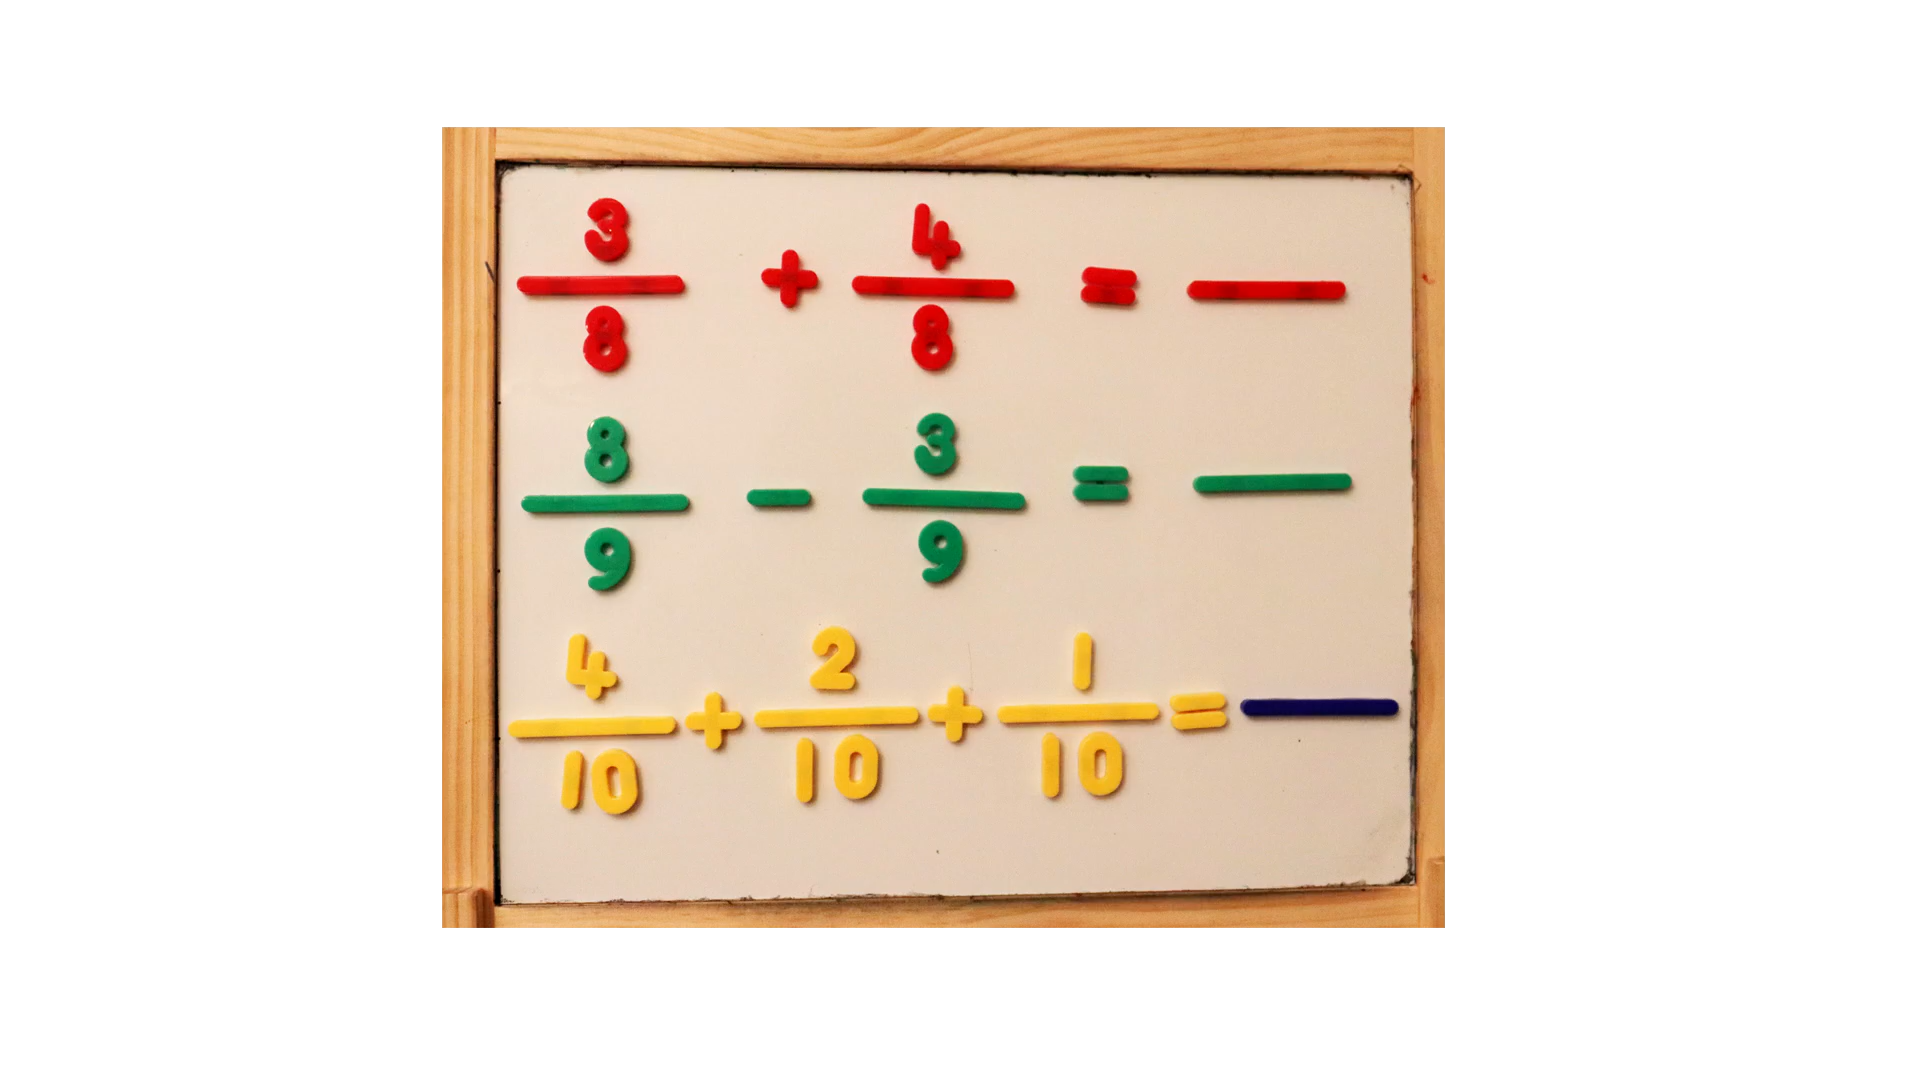 3/8 + 4/8 =
8/9 - 3/9 =
4/10 + 2/10 + 1/10 =